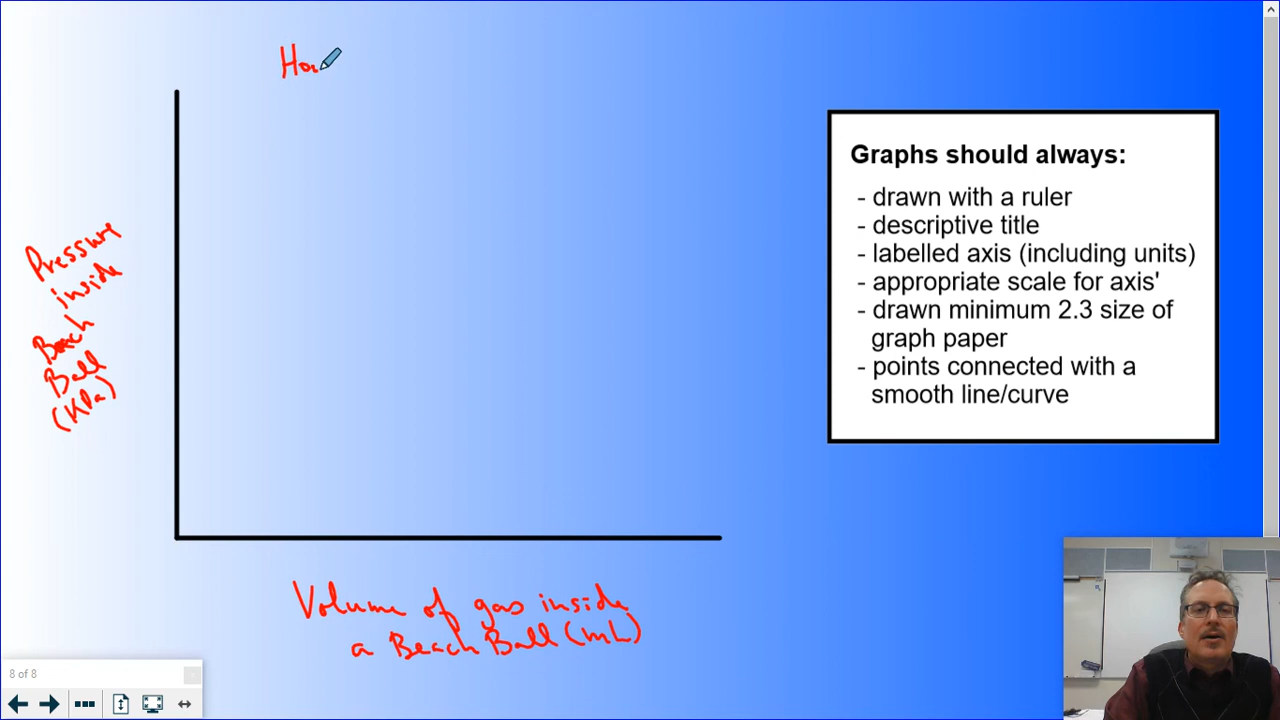 Ho
Pressure
inside
Beach
Ball
(KPa)
Volume of gas inside
a Beach Ball (mL)
Graphs should always:
- drawn with a ruler
- descriptive title
- labelled axis (including units)
- appropriate scale for axis'
- drawn minimum 2.3 size of
graph paper
- points connected with a
smooth line/curve
8 of 8